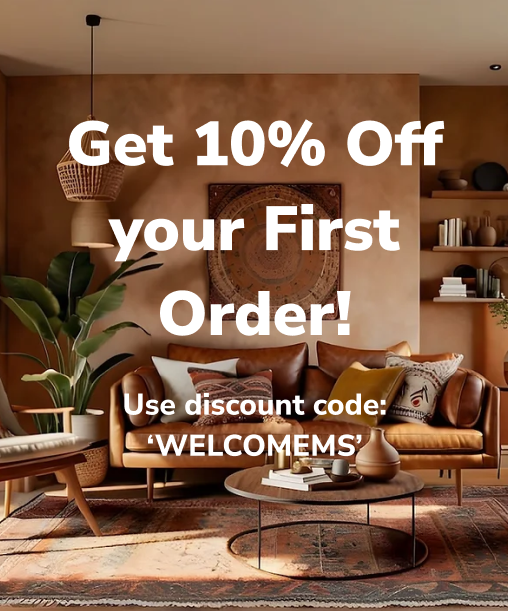 Get 10% Off
your First
Order!
Use discount code:
‘WELCOMEMS’